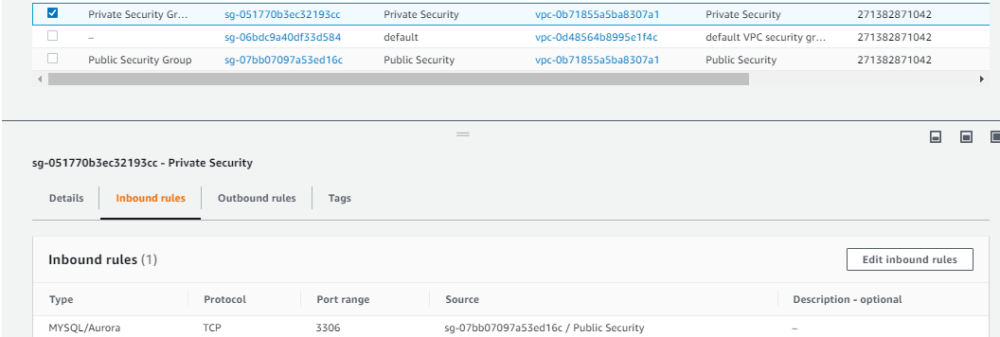 Private Security Gr... sg-051770b3ec32193cc Private Security vpc-0b71855a5ba8307a1 Private Security 271382871042
– sg-06bdc9a40df33d584 default vpc-0d48564b8995e1f4c default VPC security gr... 271382871042
Public Security Group sg-07bb07097a53ed16c Public Security vpc-0b71855a5ba8307a1 Public Security 271382871042
sg-051770b3ec32193cc - Private Security
Details Inbound rules Outbound rules Tags
Inbound rules (1) Edit inbound rules
Type Protocol Port range Source Description - optional
MYSQL/Aurora TCP 3306 sg-07bb07097a53ed16c / Public Security –